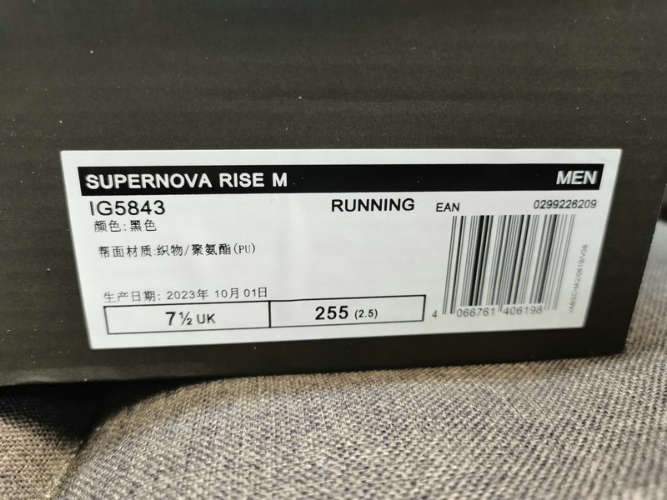 SUPERNOVA RISE M MEN
IG5843 RUNNING EAN 0299226209
颜色:黑色
帮面材质:织物/聚氨酯(PU)
生产日期: 2023年 10月 01日
7½ UK 255 (2.5)
4 066761 406198